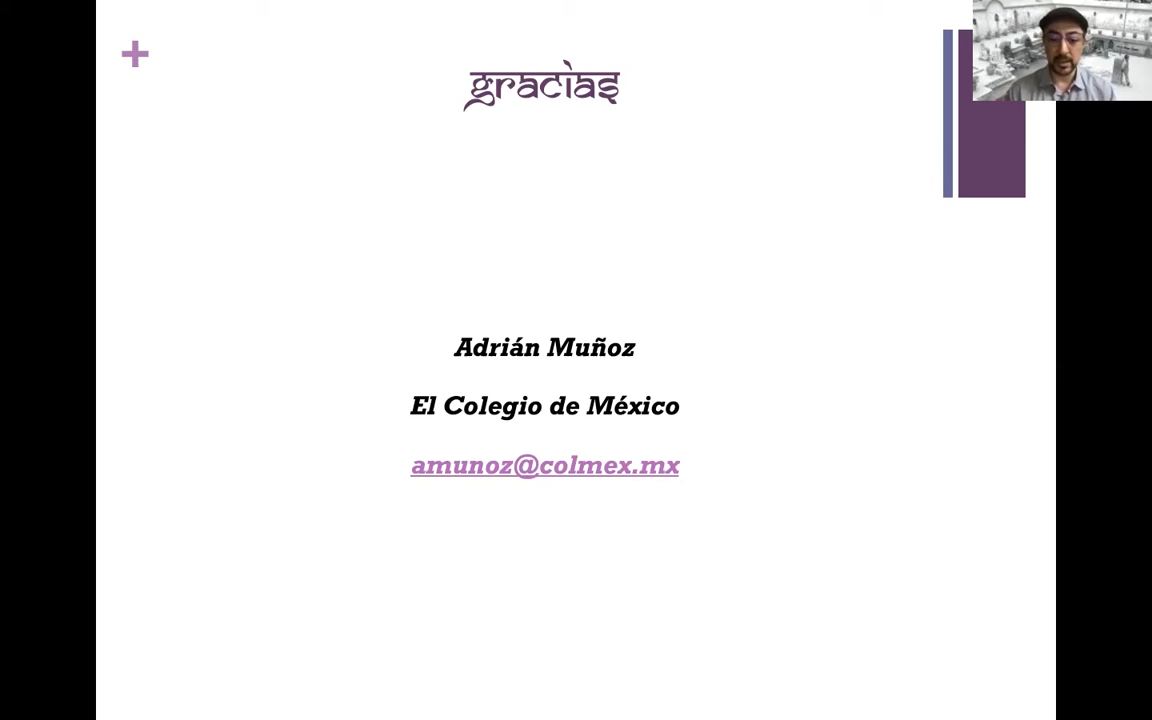 +
gracias
Adrián Muñoz
El Colegio de México
amunoz@colmex.mx